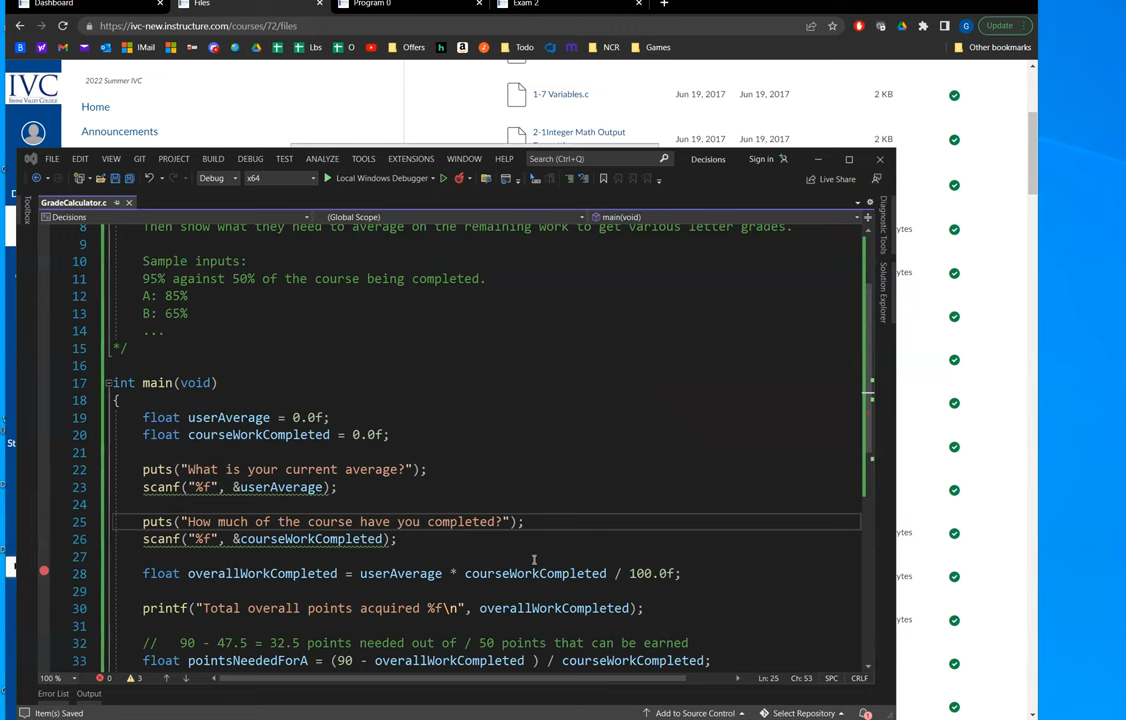 Dashboard
Files
Program 0
Exam 2
https://ivc-new.instructure.com/courses/72/files
Update
IMail
Lbs
O
Offers
Todo
NCR
Games
Other bookmarks
IVC
2022 Summer IVC
Home
Announcements
1-7 Variables.c Jun 19, 2017 Jun 19, 2017 2 KB
2-1Integer Math Output Jun 19, 2017 Jun 19, 2017 2 KB
FILE EDIT VIEW GIT PROJECT BUILD DEBUG TEST ANALYZE TOOLS EXTENSIONS WINDOW HELP Search (Ctrl+Q) Decisions Sign in
Debug x64 Local Windows Debugger Live Share
GradeCalculator.c
Decisions (Global Scope) main(void)
Toolbox
Diagnostic Tools
Solution Explorer
8 Then show what they need to average on the remaining work to get various letter grades.
9
10 Sample inputs:
11 95% against 50% of the course being completed.
12 A: 85%
13 B: 65%
14 ...
15 */
16
17 int main(void)
18 {
19 float userAverage = 0.0f;
20 float courseWorkCompleted = 0.0f;
21
22 puts("What is your current average?");
23 scanf("%f", &userAverage);
24
25 puts("How much of the course have you completed?");
26 scanf("%f", &courseWorkCompleted);
27
28 float overallWorkCompleted = userAverage * courseWorkCompleted / 100.0f;
29
30 printf("Total overall points acquired %f\n", overallWorkCompleted);
31
32 // 90 - 47.5 = 32.5 points needed out of / 50 points that can be earned
33 float pointsNeededForA = (90 - overallWorkCompleted ) / courseWorkCompleted;
100 % 0 3 Ln: 25 Ch: 53 SPC CRLF
Error List Output
Item(s) Saved Add to Source Control Select Repository